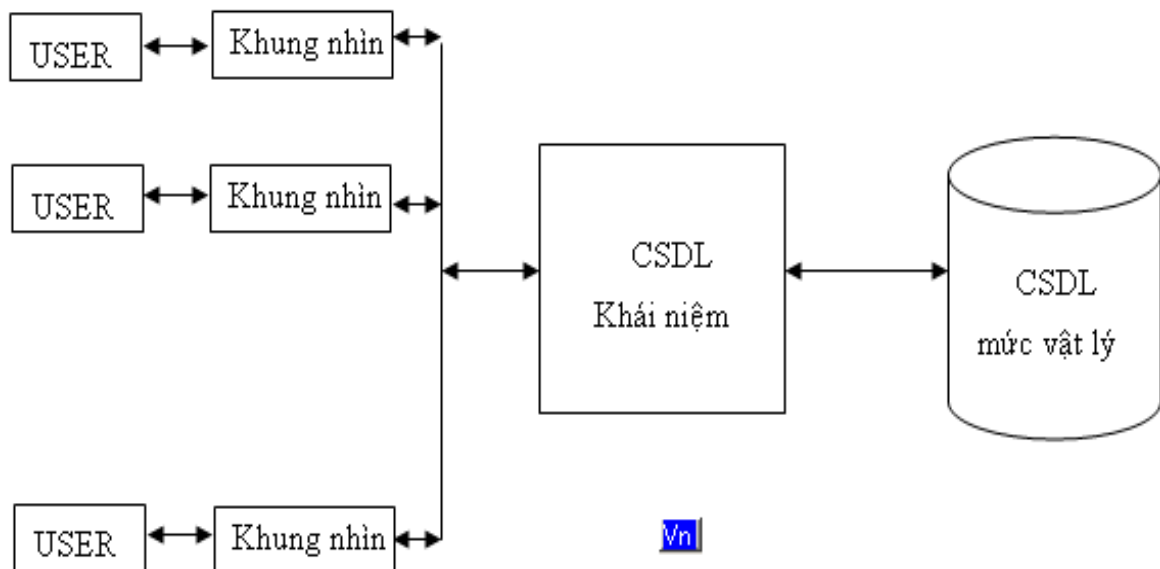 USER
Khung nhìn
USER
Khung nhìn
CSDL
Khái niệm
CSDL
mức vật lý
USER
Khung nhìn
Vn